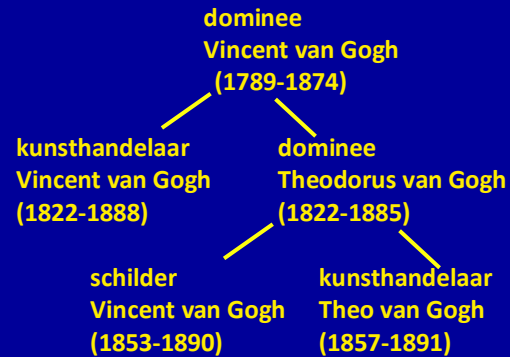 dominee
Vincent van Gogh
(1789-1874)
kunsthandelaar
Vincent van Gogh
(1822-1888)
dominee
Theodorus van Gogh
(1822-1885)
schilder
Vincent van Gogh
(1853-1890)
kunsthandelaar
Theo van Gogh
(1857-1891)